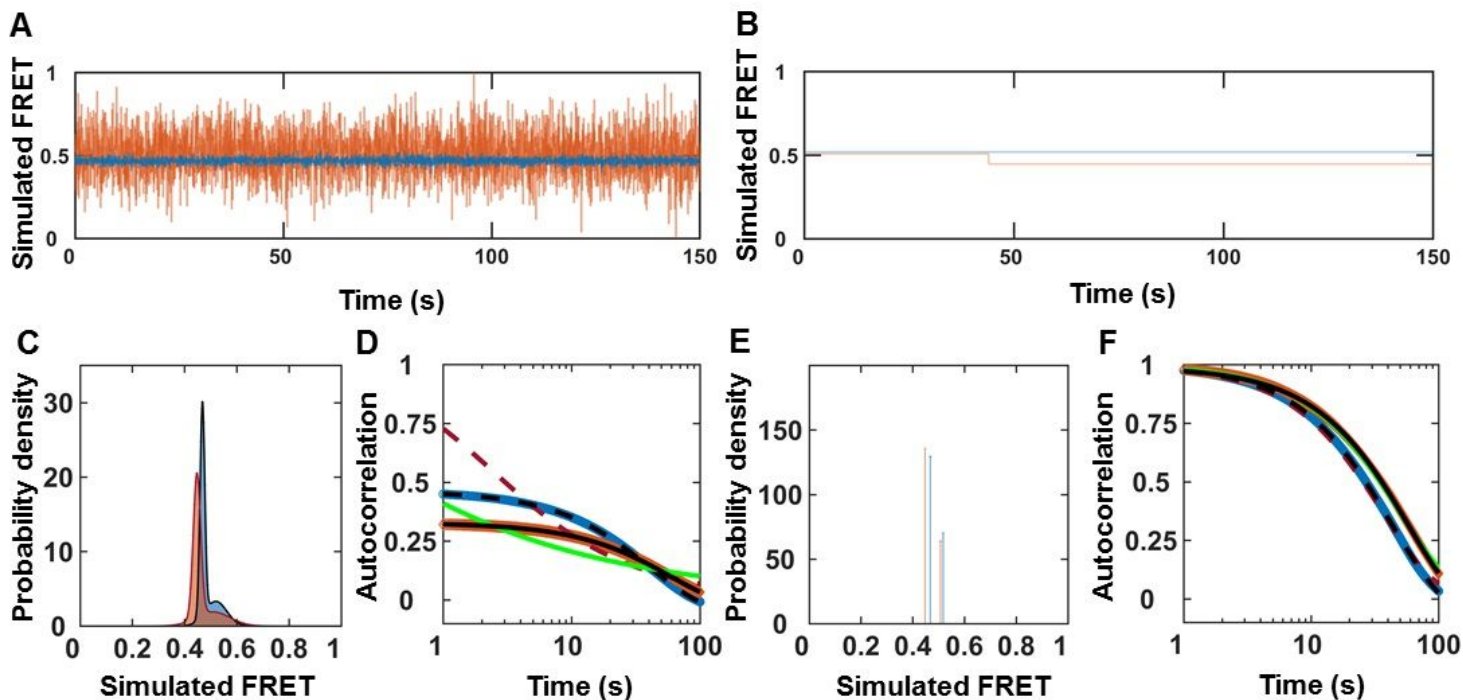 A
Simulated FRET
1
0.5
0
0
50
100
150
Time (s)
B
Simulated FRET
1
0.5
0
0
50
100
150
Time (s)
C
Probability density
30
20
10
0
0
0.2
0.4
0.6
0.8
1
Simulated FRET
D
Autocorrelation
1
0.75
0.5
0.25
0
1
10
100
Time (s)
E
Probability density
150
100
50
0
0
0.2
0.4
0.6
0.8
1
Simulated FRET
F
Autocorrelation
1
0.75
0.5
0.25
0
1
10
100
Time (s)